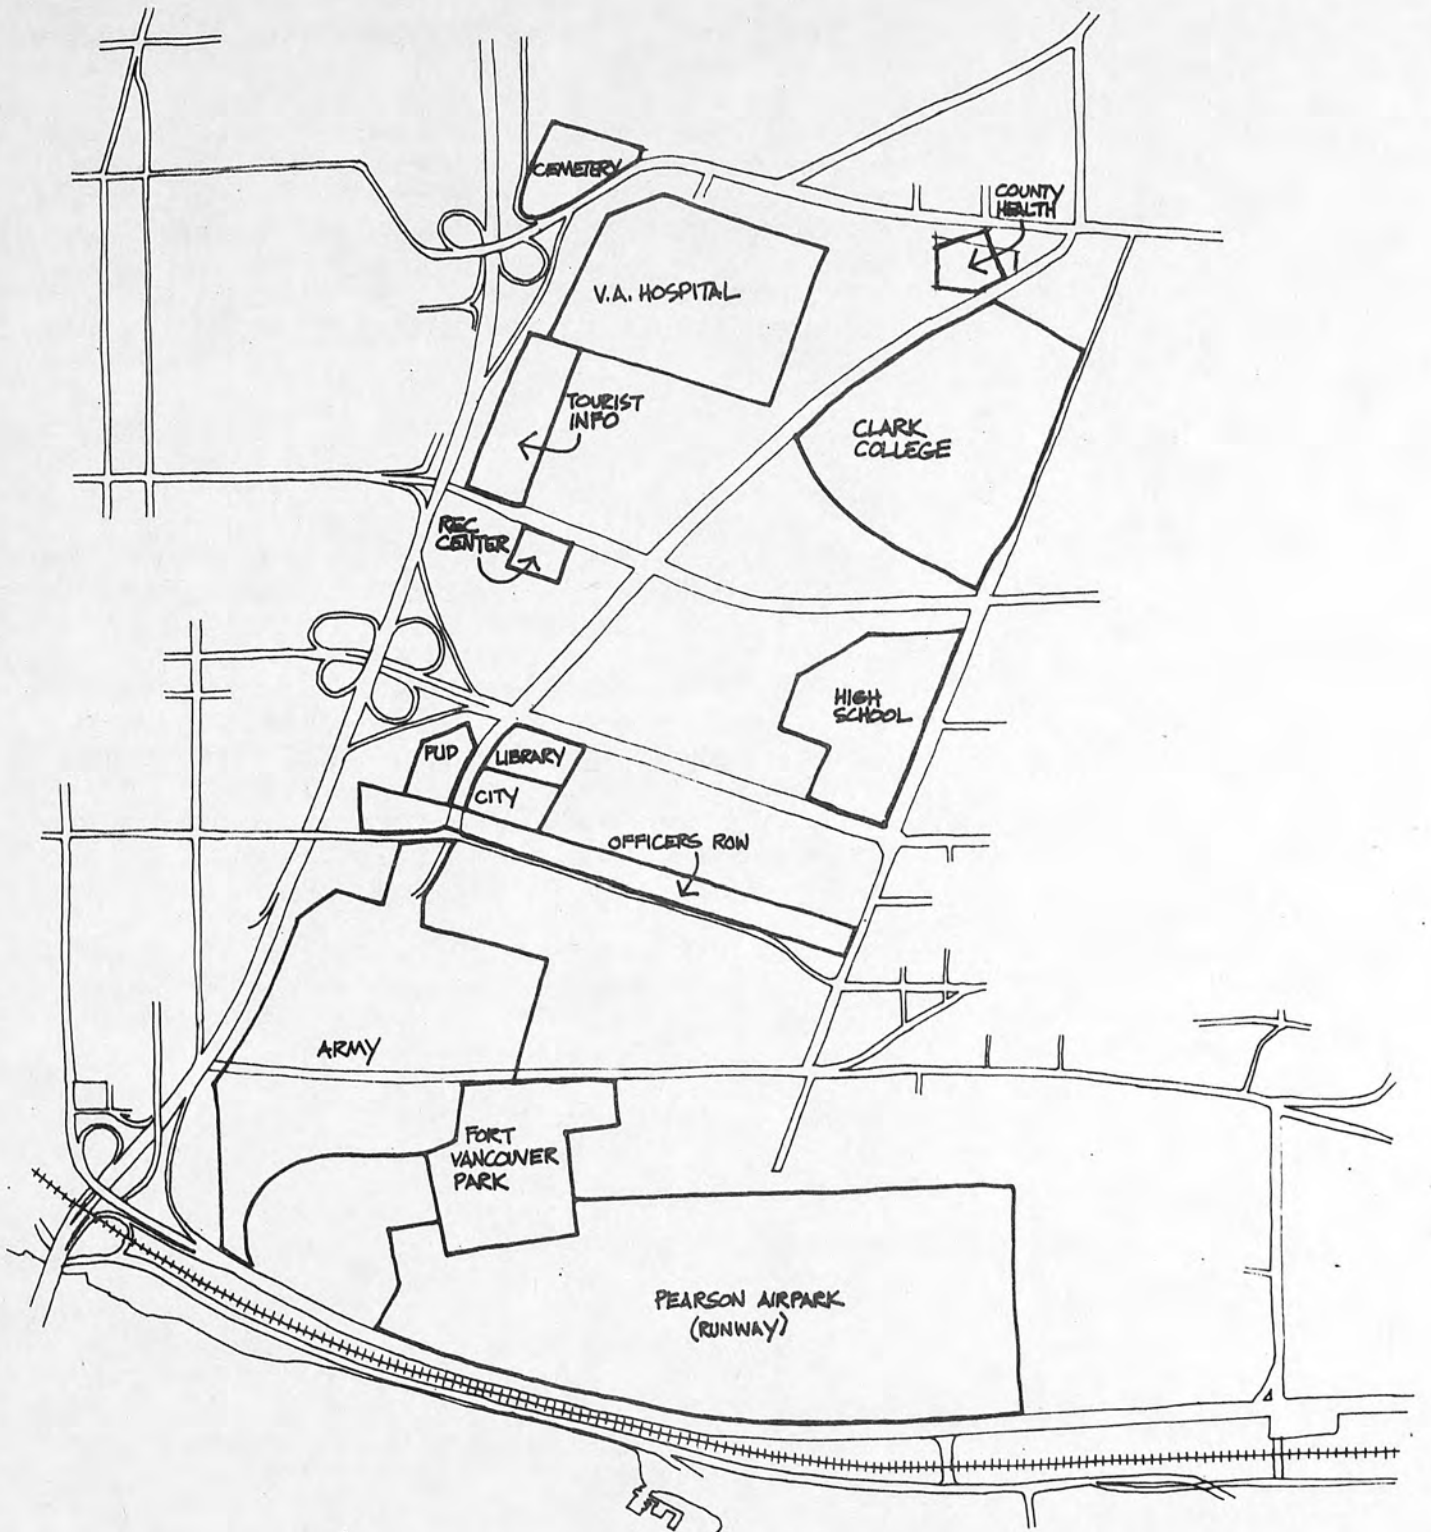 CEMETERY
COUNTY
HEALTH
V.A. HOSPITAL
TOURIST
INFO
CLARK
COLLEGE
REC
CENTER
HIGH
SCHOOL
PUD
LIBRARY
CITY
OFFICERS ROW
ARMY
FORT
VANCOUVER
PARK
PEARSON AIRPARK
(RUNWAY)